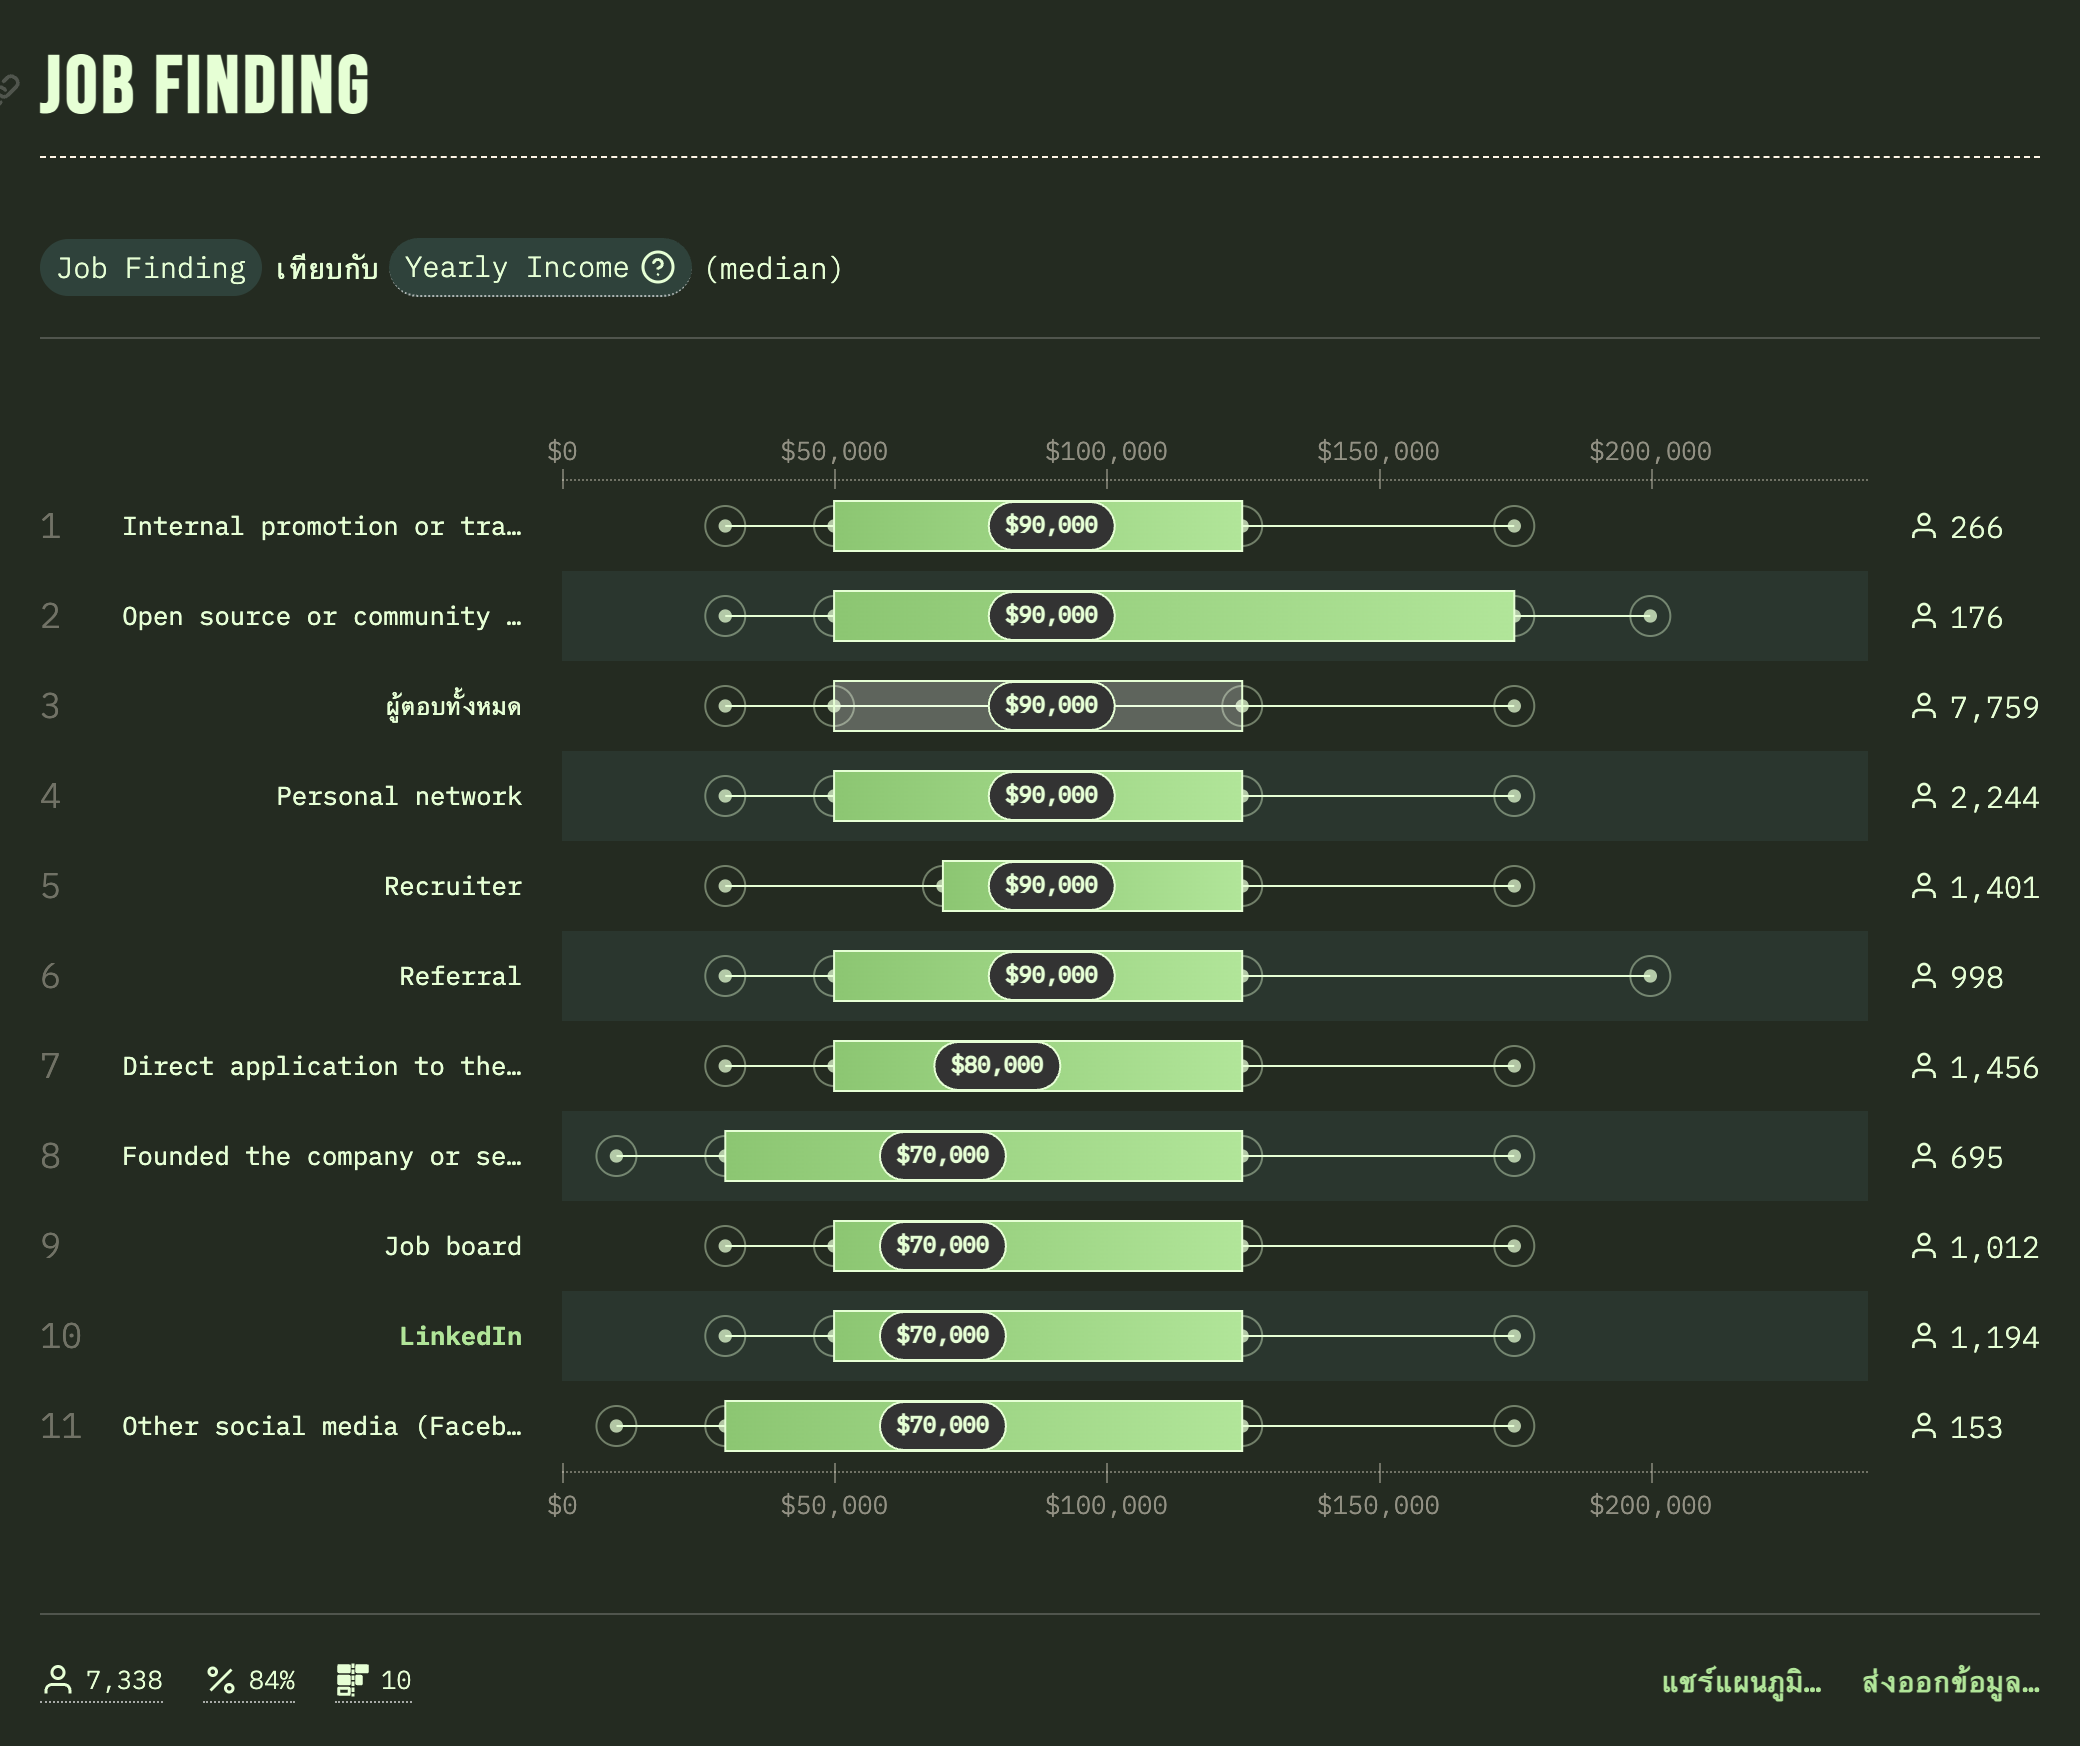 JOB FINDING
Job Finding เทียบกับ Yearly Income (median)
$0 $50,000 $100,000 $150,000 $200,000
1 Internal promotion or tra… $90,000 266
2 Open source or community … $90,000 176
3 ผู้ตอบทั้งหมด $90,000 7,759
4 Personal network $90,000 2,244
5 Recruiter $90,000 1,401
6 Referral $90,000 998
7 Direct application to the… $80,000 1,456
8 Founded the company or se… $70,000 695
9 Job board $70,000 1,012
10 LinkedIn $70,000 1,194
11 Other social media (Faceb… $70,000 153
$0 $50,000 $100,000 $150,000 $200,000
7,338 84% 10 แชร์แผนภูมิ… ส่งออกข้อมูล…